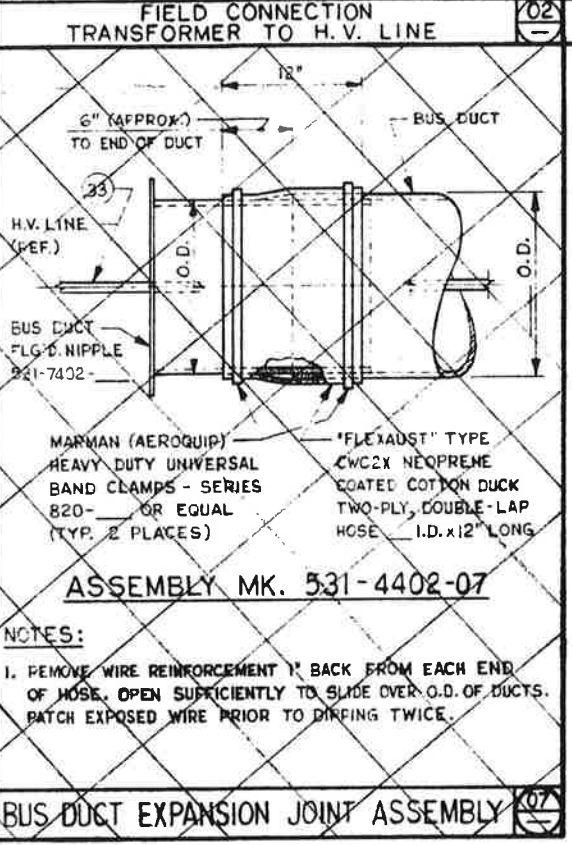 FIELD CONNECTION
TRANSFORMER TO H.V. LINE
02
—
12"
6" (APPROX.)
TO END OF DUCT
BUS DUCT
33
H.V. LINE
(REF.)
O.D.
O.D.
BUS DUCT
FLG'D. NIPPLE
531-7402-___
MARMAN (AEROQUIP)
HEAVY DUTY UNIVERSAL
BAND CLAMPS - SERIES
820-___ OR EQUAL
(TYP. 2 PLACES)
"FLEXAUST" TYPE
CWC2X NEOPRENE
COATED COTTON DUCK
TWO-PLY, DOUBLE-LAP
HOSE ___ I.D. x 12" LONG
ASSEMBLY MK. 531-4402-07
NOTES:
1. REMOVE WIRE REINFORCEMENT 1" BACK FROM EACH END
OF HOSE. OPEN SUFFICIENTLY TO SLIDE OVER O.D. OF DUCTS.
PATCH EXPOSED WIRE PRIOR TO DIPPING TWICE.
BUS DUCT EXPANSION JOINT ASSEMBLY
07
—